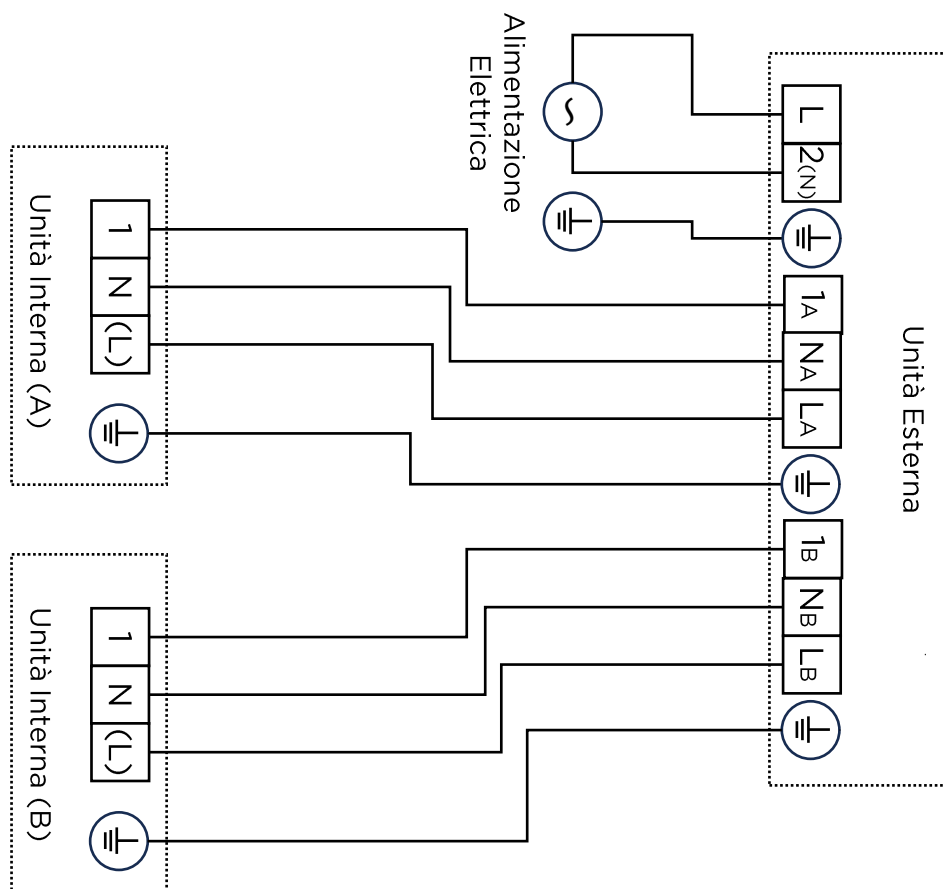 Alimentazione
Elettrica
L
2(N)
1A
NA
LA
1B
NB
LB
Unità Esterna
1
N
(L)
Unità Interna (A)
1
N
(L)
Unità Interna (B)